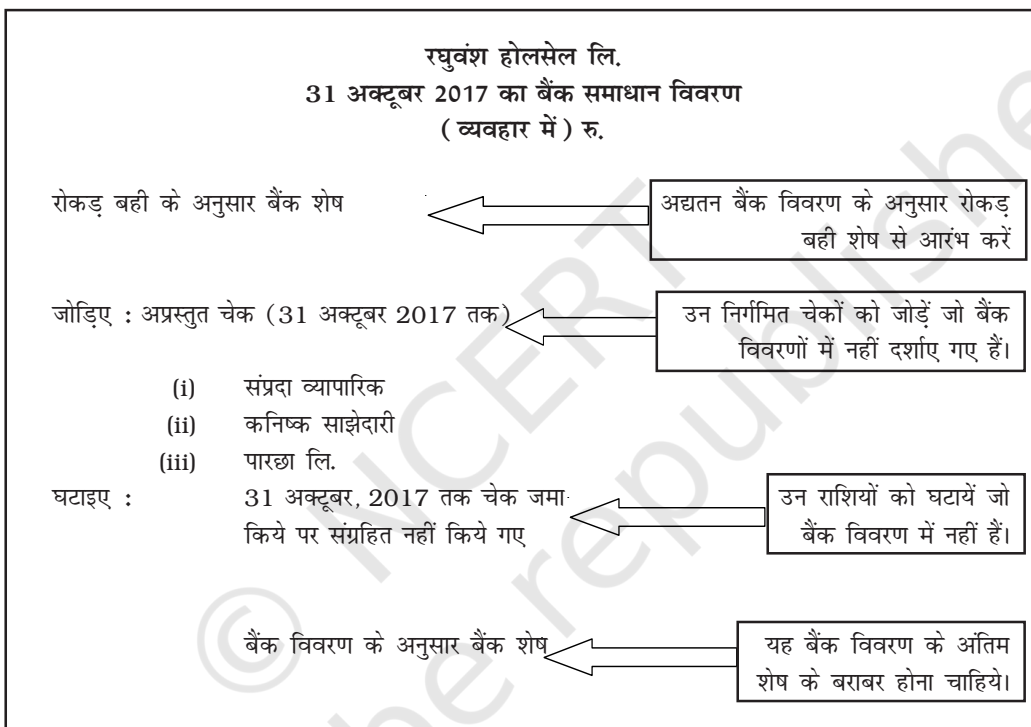 रघुवंश होलसेल लि.
31 अक्टूबर 2017 का बैंक समाधान विवरण
( व्यवहार में ) रु.
रोकड़ बही के अनुसार बैंक शेष
अद्यतन बैंक विवरण के अनुसार रोकड़
बही शेष से आरंभ करें
जोड़िए : अप्रस्तुत चेक (31 अक्टूबर 2017 तक)
उन निर्गमित चेकों को जोड़ें जो बैंक
विवरणों में नहीं दर्शाए गए हैं।
(i) संप्रदा व्यापारिक
(ii) कनिष्क साझेदारी
(iii) पारछा लि.
घटाइए : 31 अक्टूबर, 2017 तक चेक जमा
किये पर संग्रहित नहीं किये गए
उन राशियों को घटायें जो
बैंक विवरण में नहीं हैं।
बैंक विवरण के अनुसार बैंक शेष
यह बैंक विवरण के अंतिम
शेष के बराबर होना चाहिये।
© NCERT
be republishe